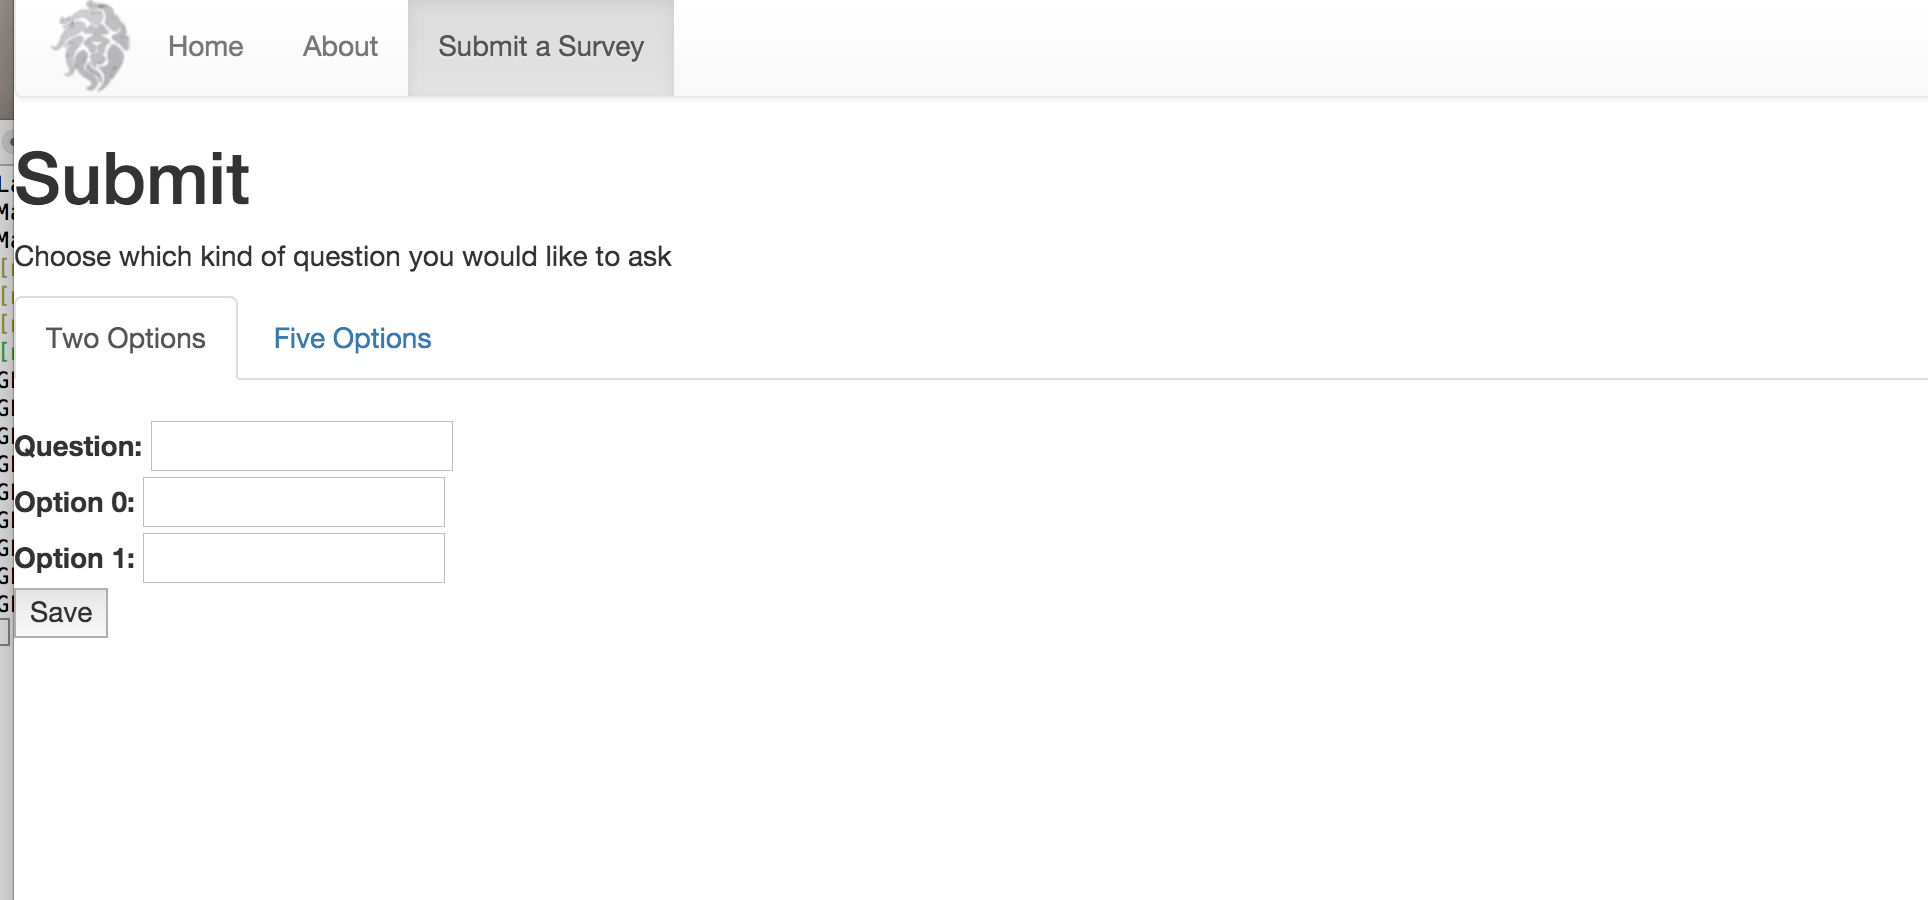 Home About Submit a Survey
Submit
Choose which kind of question you would like to ask
Two Options Five Options
Question:
Option 0:
Option 1:
Save